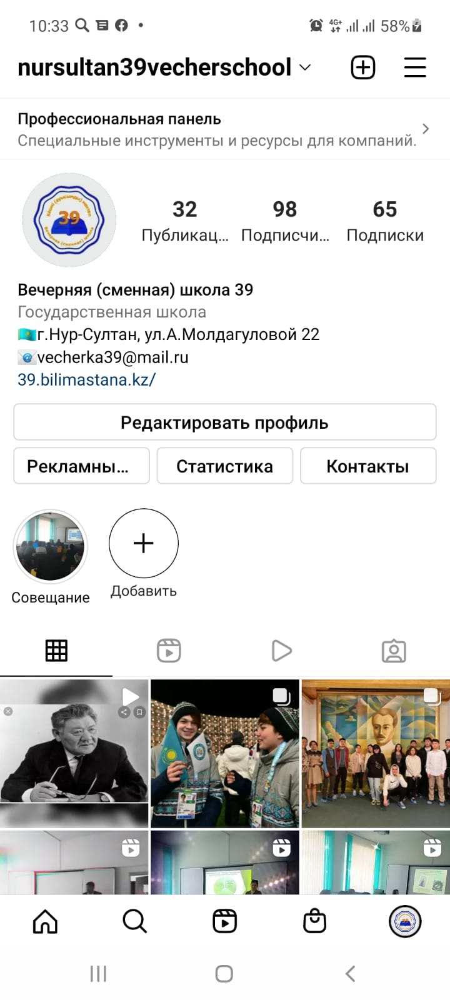 10:33
4G+ 58%
nursultan39vecherschool
Профессиональная панель
Специальные инструменты и ресурсы для компаний.
39
32 98 65
Публикац... Подписчи... Подписки
Вечерняя (сменная) школа 39
Государственная школа
г.Нур-Султан, ул.А.Молдагуловой 22
vecherka39@mail.ru
39.bilimastana.kz/
Редактировать профиль
Рекламны... Статистика Контакты
Совещание Добавить